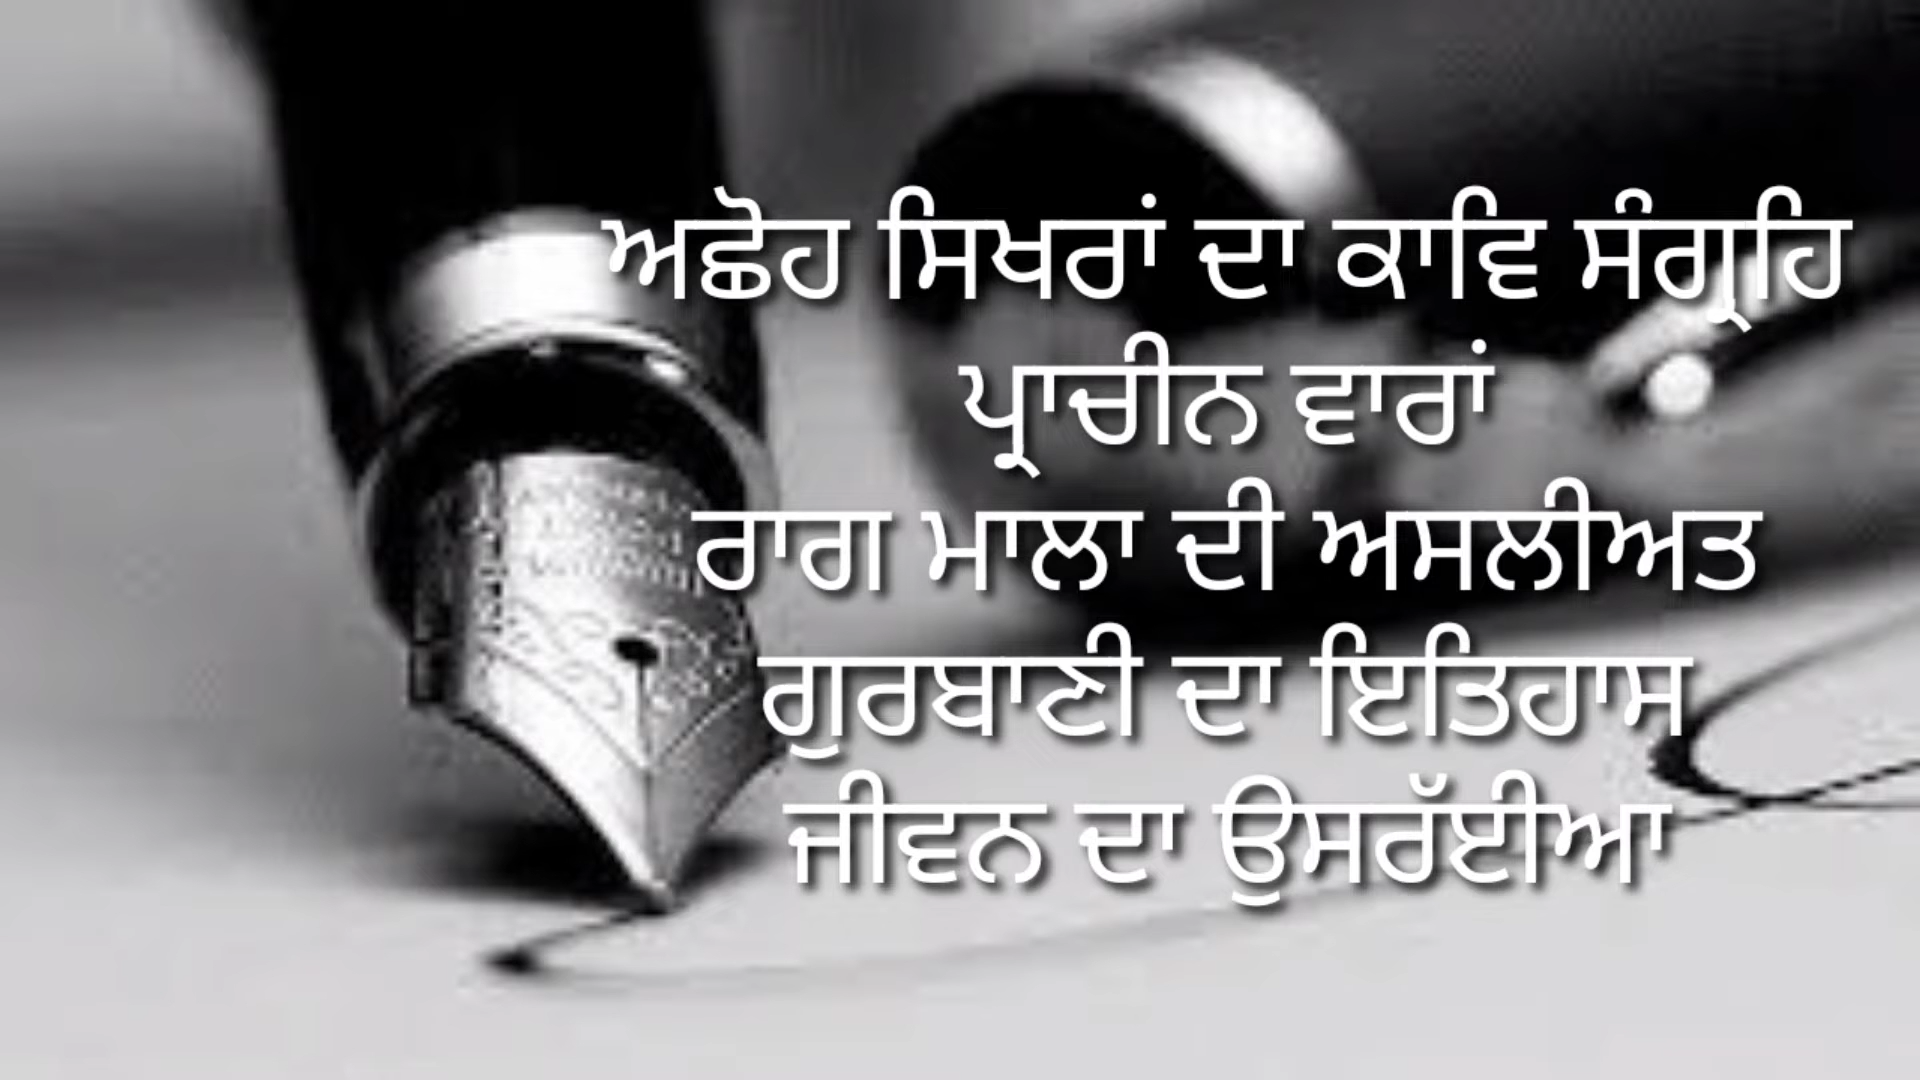 ਅਛੋਹ ਸਿਖਰਾਂ ਦਾ ਕਾਵਿ ਸੰਗ੍ਰਹਿ
ਪ੍ਰਾਚੀਨ ਵਾਰਾਂ
ਰਾਗ ਮਾਲਾ ਦੀ ਅਸਲੀਅਤ
ਗੁਰਬਾਣੀ ਦਾ ਇਤਿਹਾਸ
ਜੀਵਨ ਦਾ ਉਸਰੱਈਆ